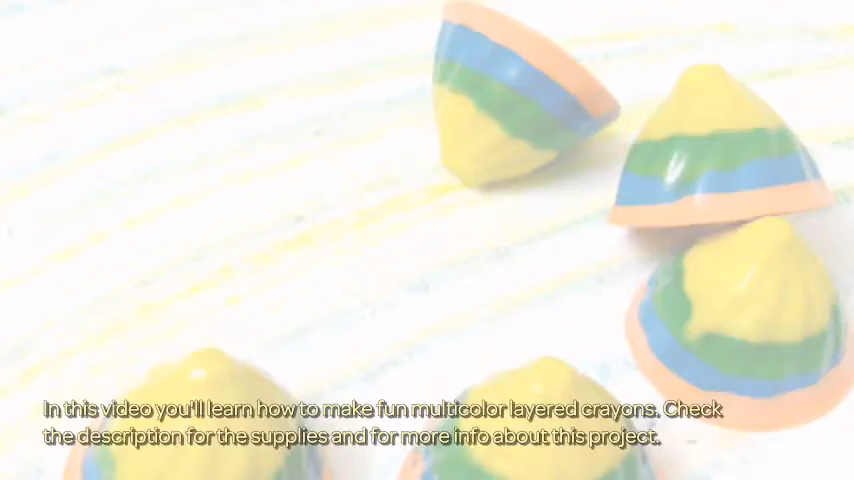 In this video you'll learn how to make fun multicolor layered crayons. Check
the description for the supplies and for more info about this project.